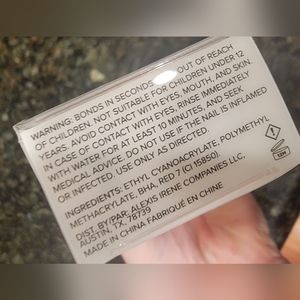 WARNING: BONDS IN SECONDS. OUT OF REACH
OF CHILDREN. NOT SUITABLE FOR CHILDREN UNDER 12
YEARS. AVOID CONTACT WITH EYES, MOUTH, AND SKIN.
IN CASE OF CONTACT WITH EYES, RINSE IMMEDIATELY
WITH WATER FOR AT LEAST 10 MINUTES, AND SEEK
MEDICAL ADVICE. DO NOT USE IF THE NAIL IS INFLAMED
OR INFECTED. USE ONLY AS DIRECTED.
INGREDIENTS: ETHYL CYANOACRYLATE, POLYMETHYL
METHACRYLATE, BHA, RED 7 (CI 15850).
DIST. BY/PAR: ALEXIS IRENE COMPANIES LLC,
AUSTIN, TX, 78739
MADE IN CHINA FABRIQUÉ EN CHINE